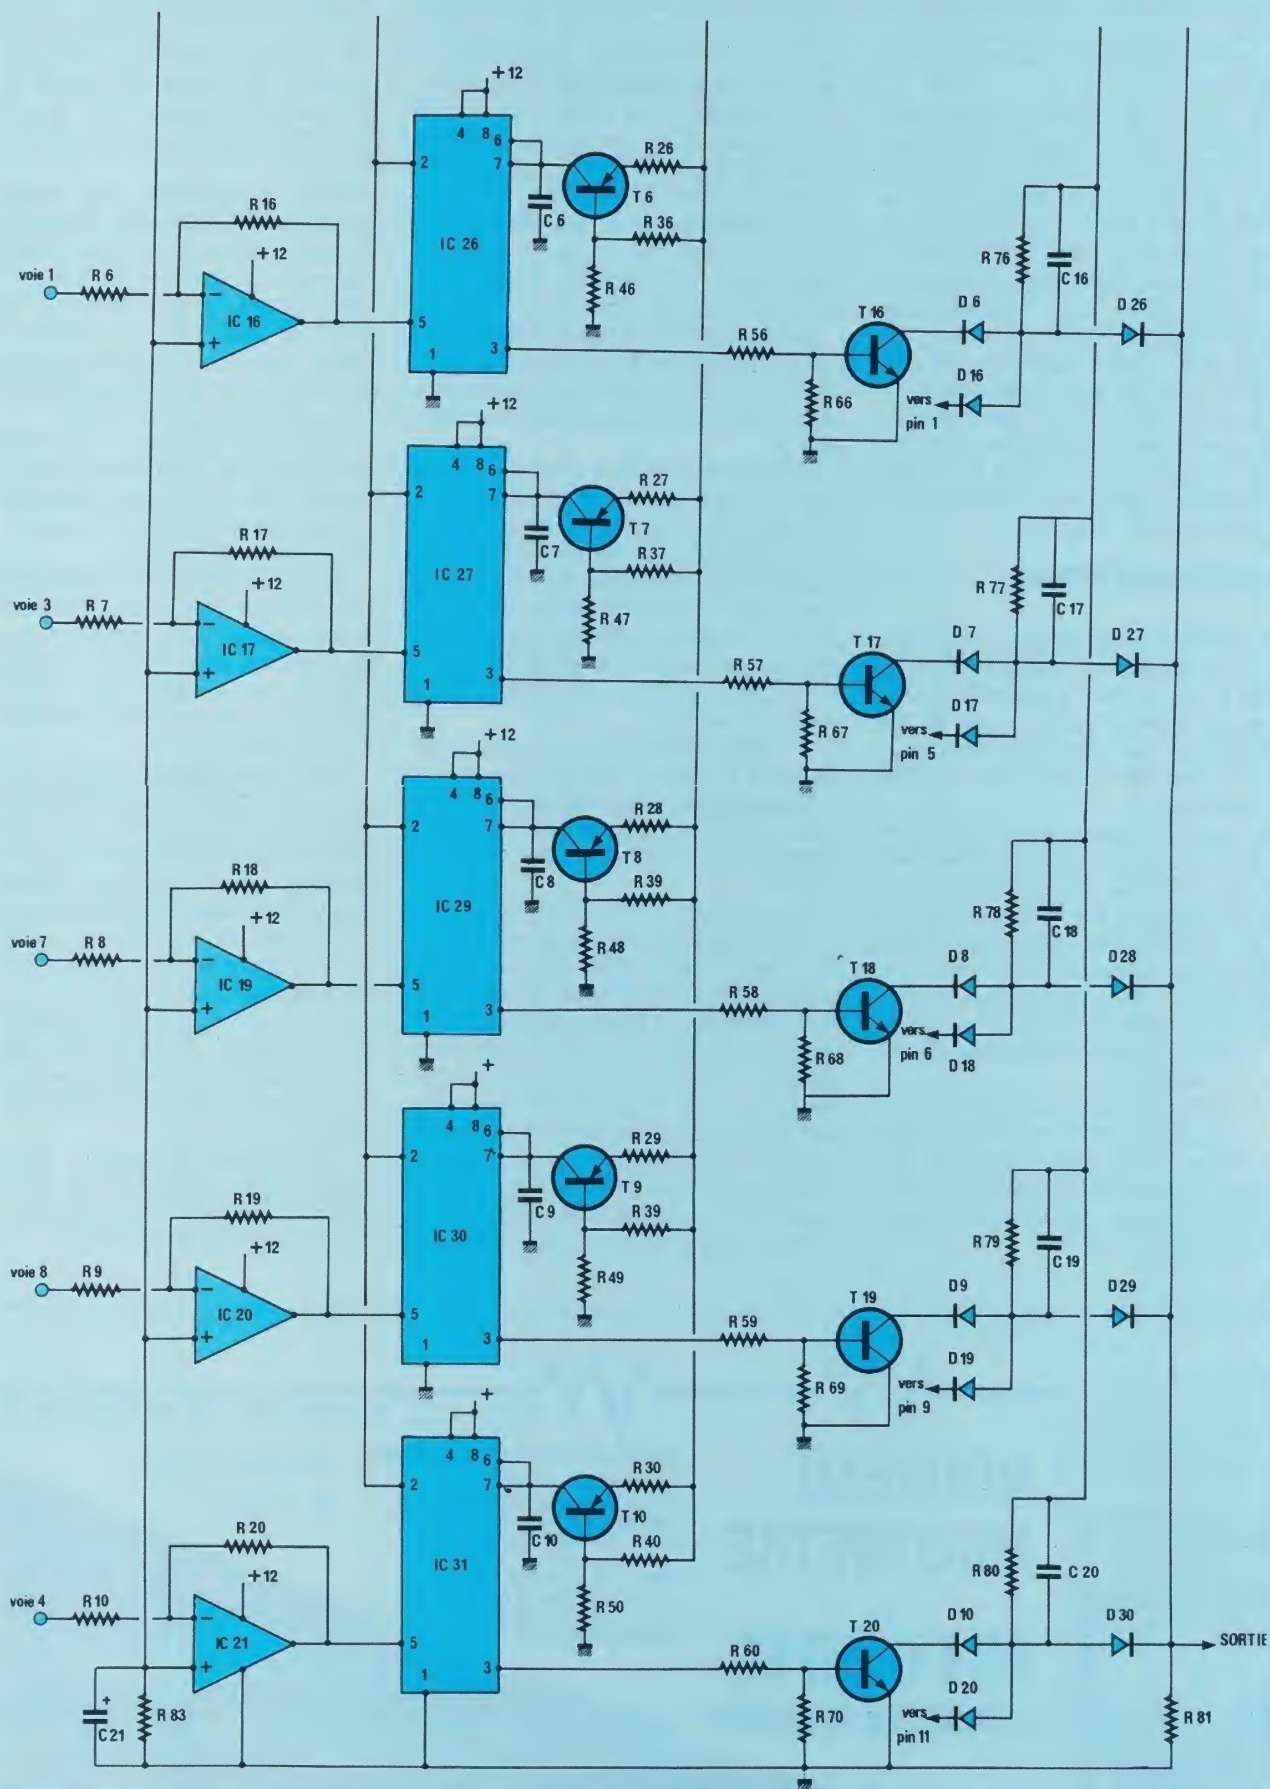 +12
4 8 6
2 7
R 26
T 6
C 6
R 36
IC 26
R 16
+12
voie 1
R 6
−
IC 16
+
5
1
3
R 46
R 56
T 16
R 66
R 76
C 16
D 6
D 26
D 16
vers
pin 1
+12
4 8 6
2 7
R 27
T 7
C 7
R 37
IC 27
R 17
+12
voie 3
R 7
−
IC 17
+
5
1
3
R 47
R 57
T 17
R 67
R 77
C 17
D 7
D 27
D 17
vers
pin 5
+12
4 8 6
2 7
R 28
T 8
C 8
R 39
IC 29
R 18
+12
voie 7
R 8
−
IC 19
+
5
1
3
R 48
R 58
T 18
R 68
R 78
C 18
D 8
D 28
vers
pin 6
D 18
+
4 8 6
2 7
R 29
T 9
C 9
R 39
IC 30
R 19
+12
voie 8
R 9
−
IC 20
+
5
1
3
R 49
R 59
T 19
R 69
R 79
C 19
D 9
D 29
D 19
vers
pin 9
+
4 8 6
2 7
R 30
T 10
C 10
R 40
IC 31
R 20
+12
voie 4
R 10
−
IC 21
+
5
1
3
R 50
R 60
T 20
R 70
R 80
C 20
D 10
D 30
SORTIE
D 20
vers
pin 11
+
C 21
R 83
R 81